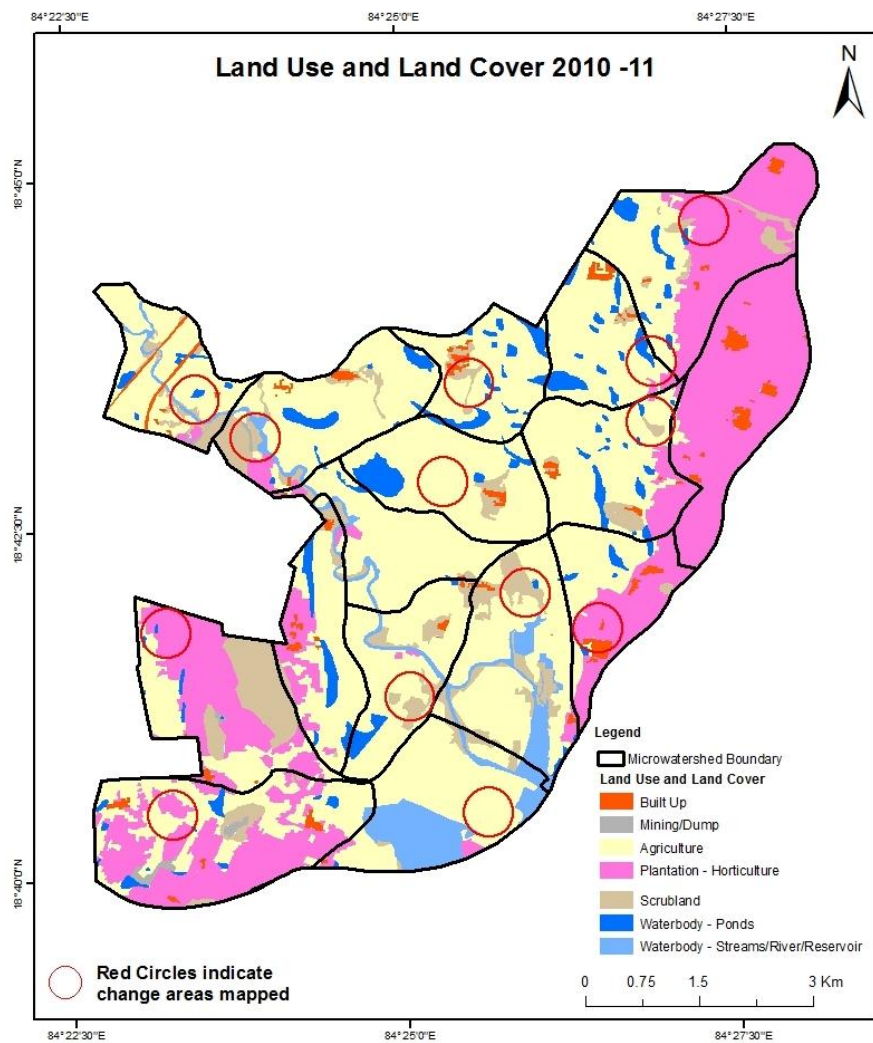 84°22'30"E 84°25'0"E 84°27'30"E
Land Use and Land Cover 2010 -11
N
18°45'0"N
18°42'30"N
18°40'0"N
Legend
Microwatershed Boundary
Land Use and Land Cover
Built Up
Mining/Dump
Agriculture
Plantation - Horticulture
Scrubland
Waterbody - Ponds
Waterbody - Streams/River/Reservoir
Red Circles indicate
change areas mapped
0 0.75 1.5 3 Km
84°22'30"E 84°25'0"E 84°27'30"E